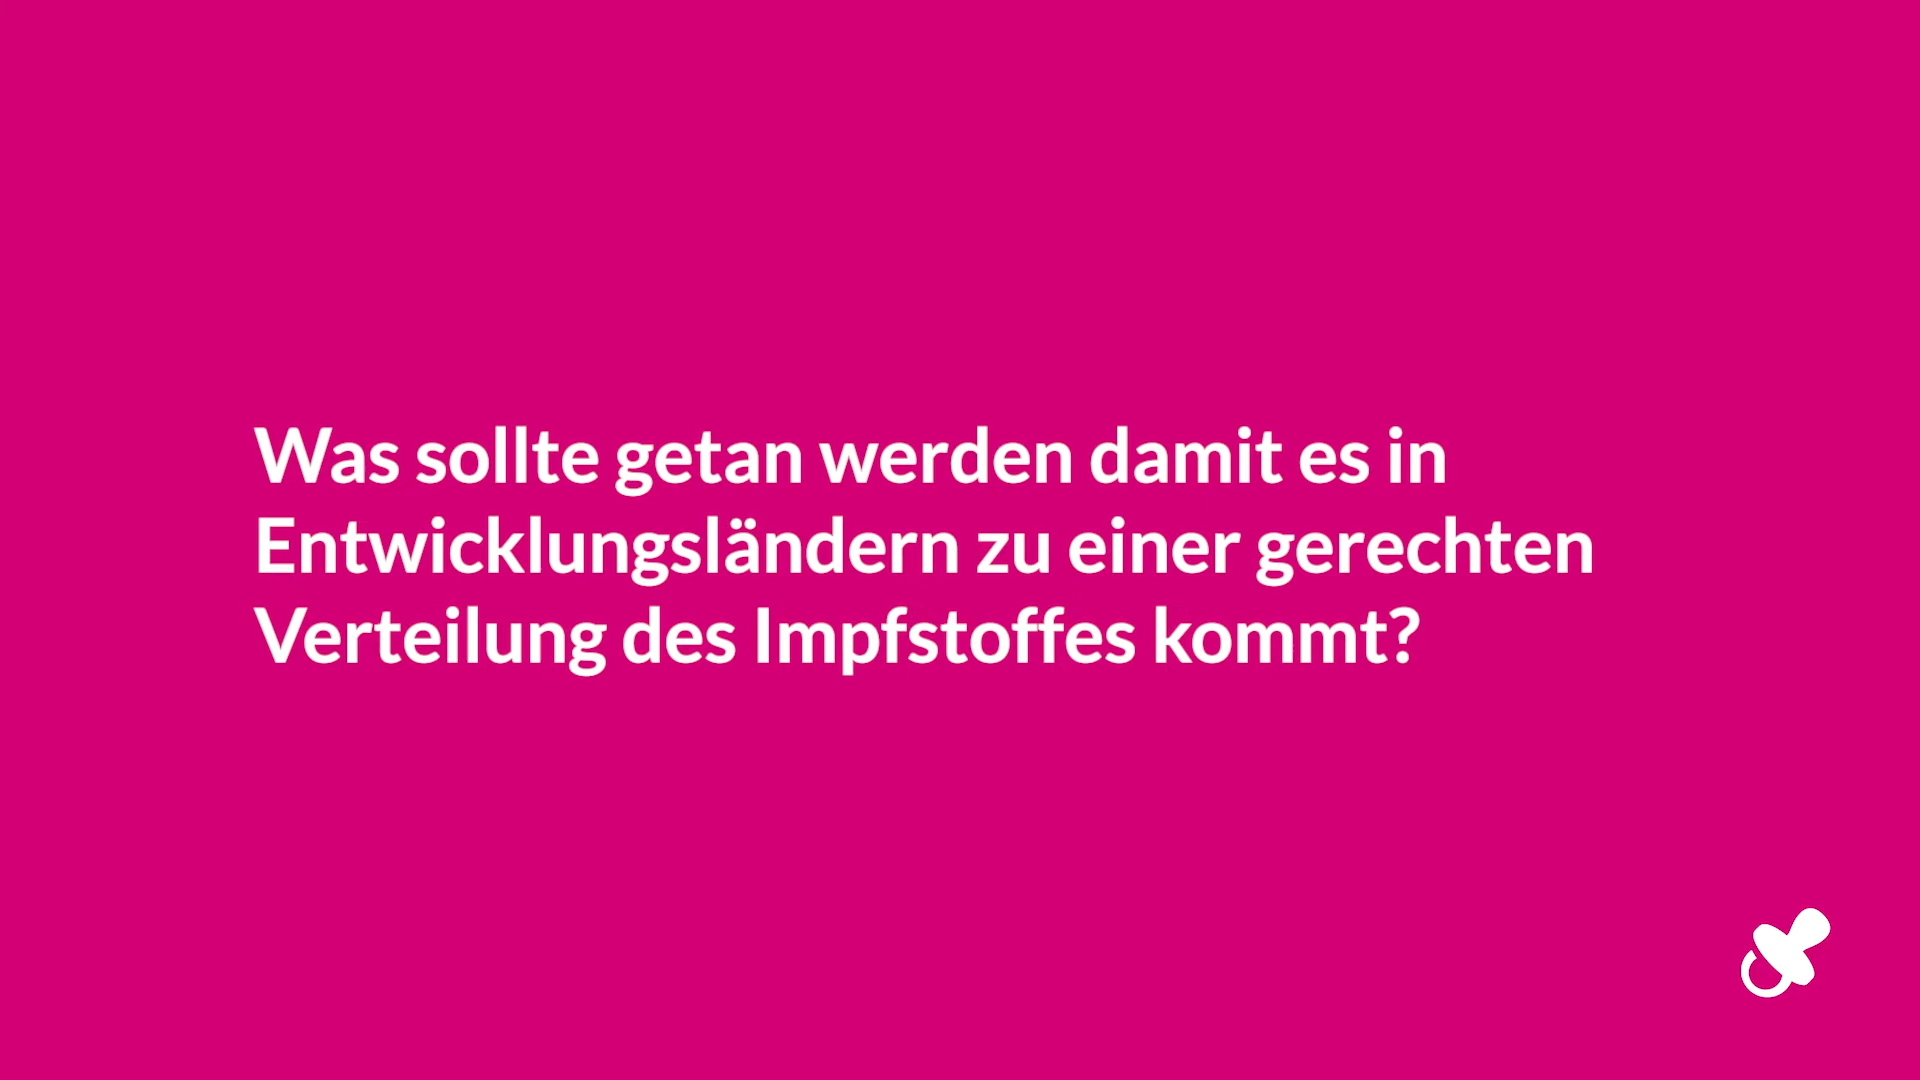 Was sollte getan werden damit es in
Entwicklungsländern zu einer gerechten
Verteilung des Impfstoffes kommt?